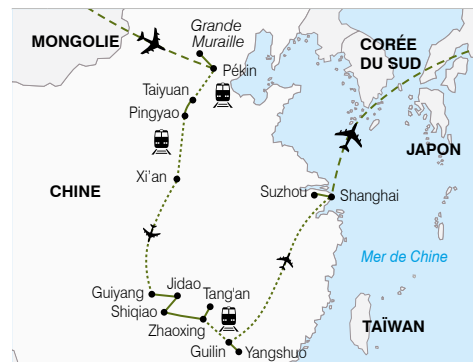 Grande
Muraille
MONGOLIE
CORÉE
DU SUD
Pékin
Taiyuan
Pingyao
JAPON
Xi'an
CHINE
Suzhou
Shanghai
Mer de Chine
Jidao
Tang'an
Guiyang
Shiqiao
Zhaoxing
TAÏWAN
Guilin
Yangshuo